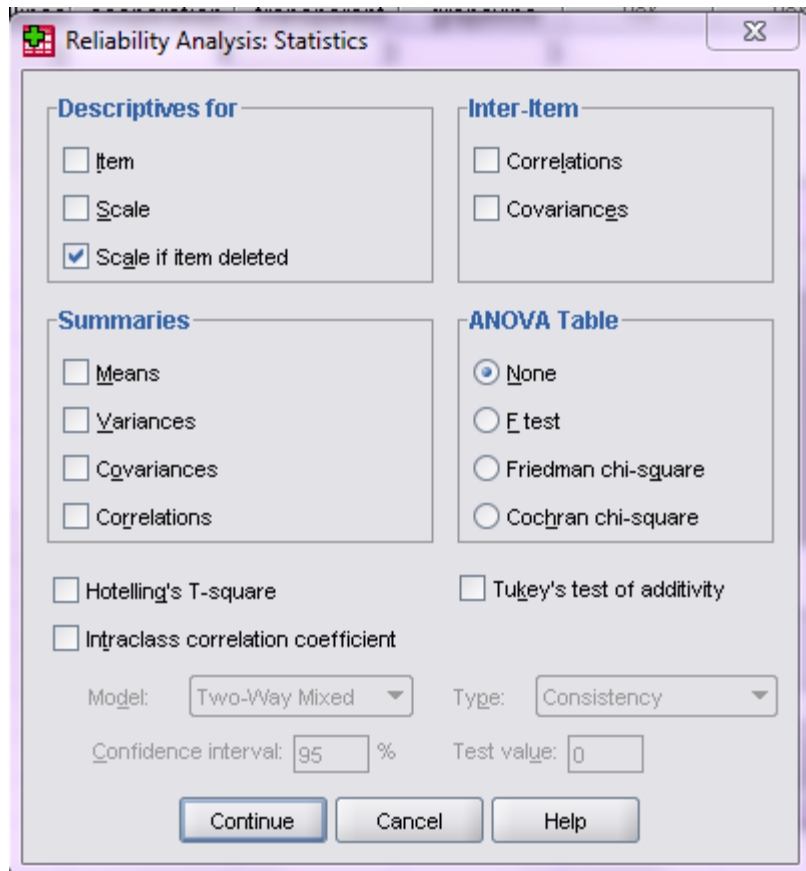 Reliability Analysis: Statistics
Descriptives for
Item
Scale
Scale if item deleted
Inter-Item
Correlations
Covariances
Summaries
Means
Variances
Covariances
Correlations
ANOVA Table
None
F test
Friedman chi-square
Cochran chi-square
Hotelling's T-square
Tukey's test of additivity
Intraclass correlation coefficient
Model: Two-Way Mixed Type: Consistency
Confidence interval: 95 % Test value: 0
Continue Cancel Help